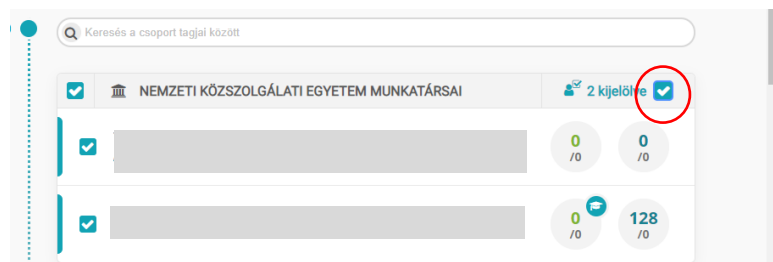 Keresés a csoport tagjai között
NEMZETI KÖZSZOLGÁLATI EGYETEM MUNKATÁRSAI 2 kijelölve
0 0
/0 /0
0 128
/0 /0